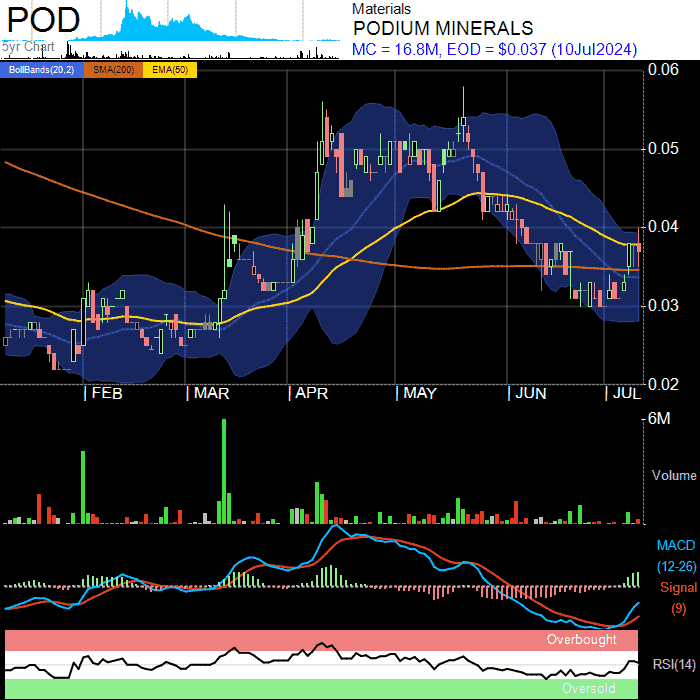 POD
5yr Chart
Materials
PODIUM MINERALS
MC = 16.8M, EOD = $0.037 (10Jul2024)
BollBands(20,2) SMA(200) EMA(50)
0.06
0.05
0.04
0.03
0.02
FEB MAR APR MAY JUN JUL
6M
Volume
MACD
(12-26)
Signal
(9)
Overbought
RSI(14)
Oversold